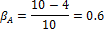 β_A = (10 − 4)/10 = 0.6